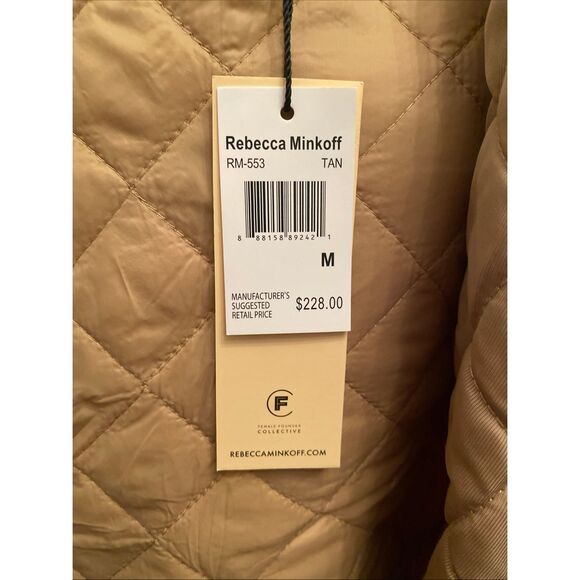 Rebecca Minkoff
RM-553 TAN
8 88158 89242 1
M
MANUFACTURER'S
SUGGESTED
RETAIL PRICE
$228.00
CF
FEMALE FOUNDER
COLLECTIVE
REBECCAMINKOFF.COM